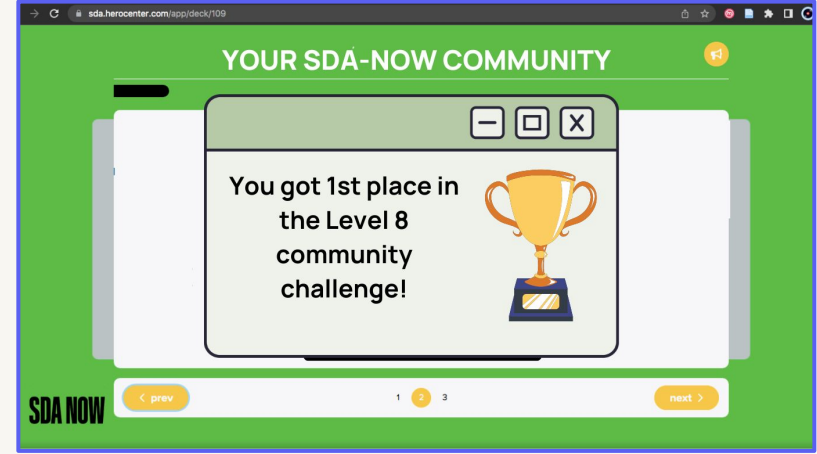 sda.herocenter.com/app/deck/109
YOUR SDA-NOW COMMUNITY
You got 1st place in
the Level 8
community
challenge!
< prev
1 2 3
next >
SDA NOW